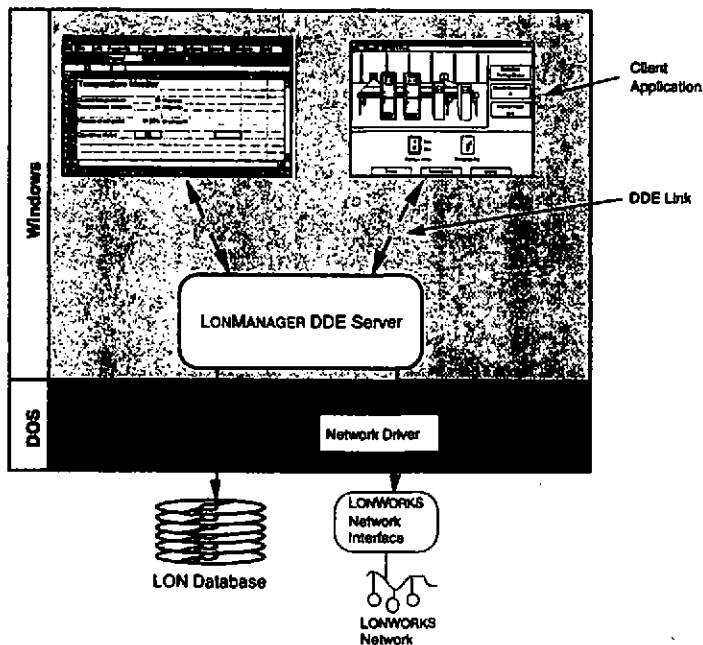 Client
Application
Windows
DDE Link
LONMANAGER DDE Server
DOS
Network Driver
LONWORKS
Network
Interface
LON Database
LONWORKS
Network